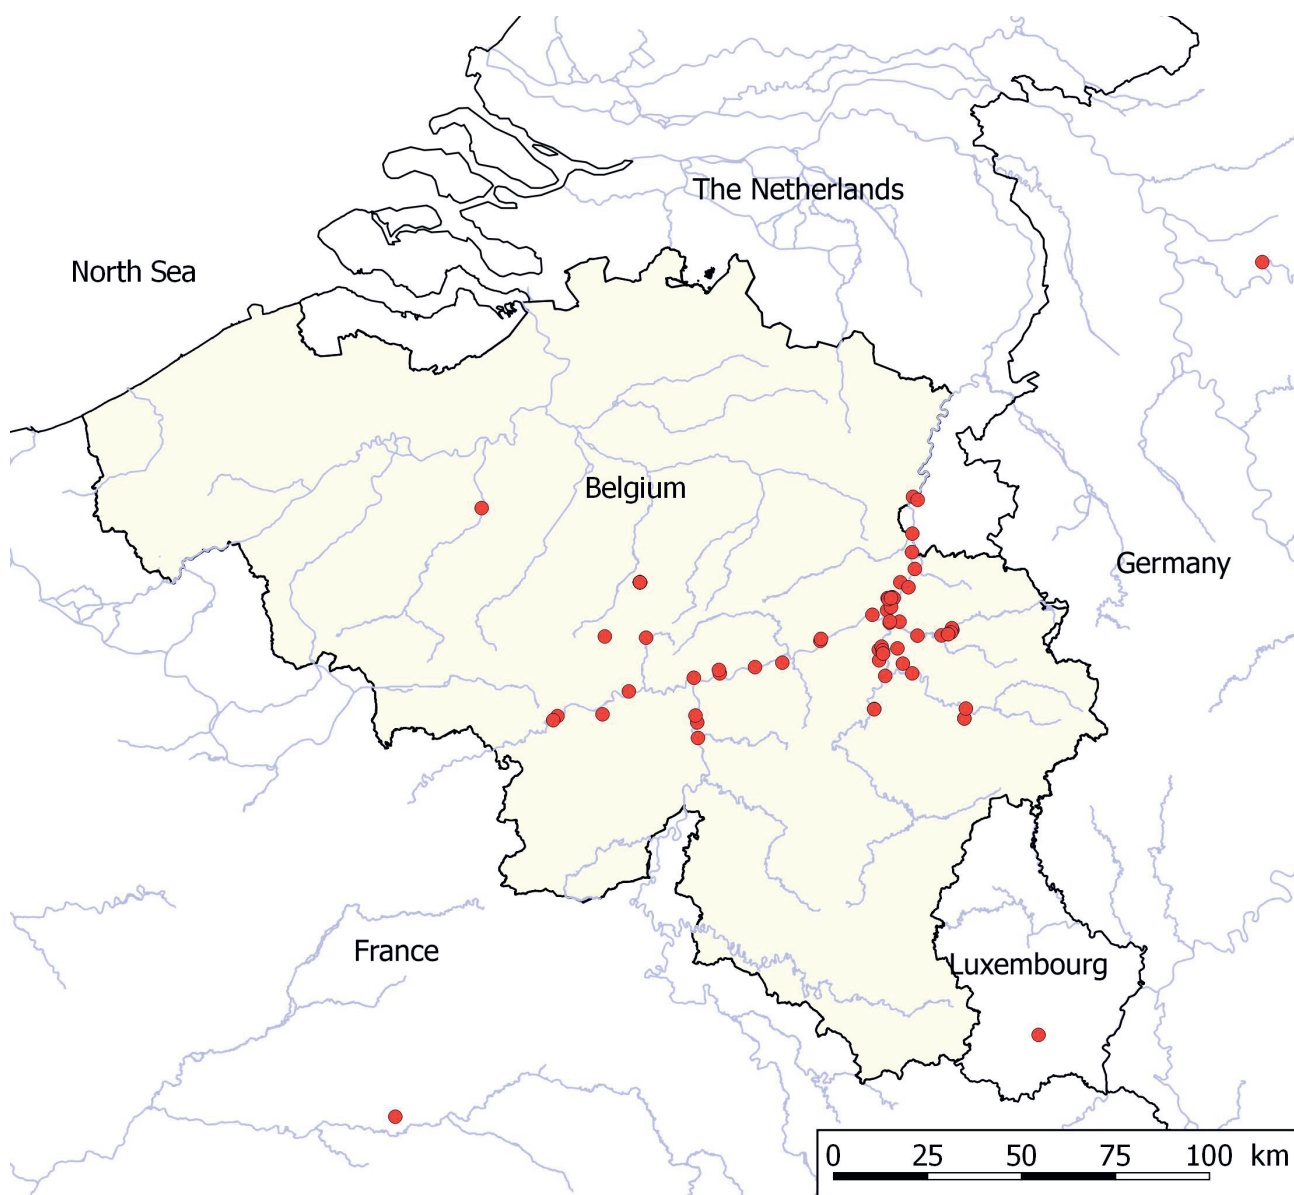 The Netherlands
North Sea
Belgium
Germany
France
Luxembourg
0 25 50 75 100 km